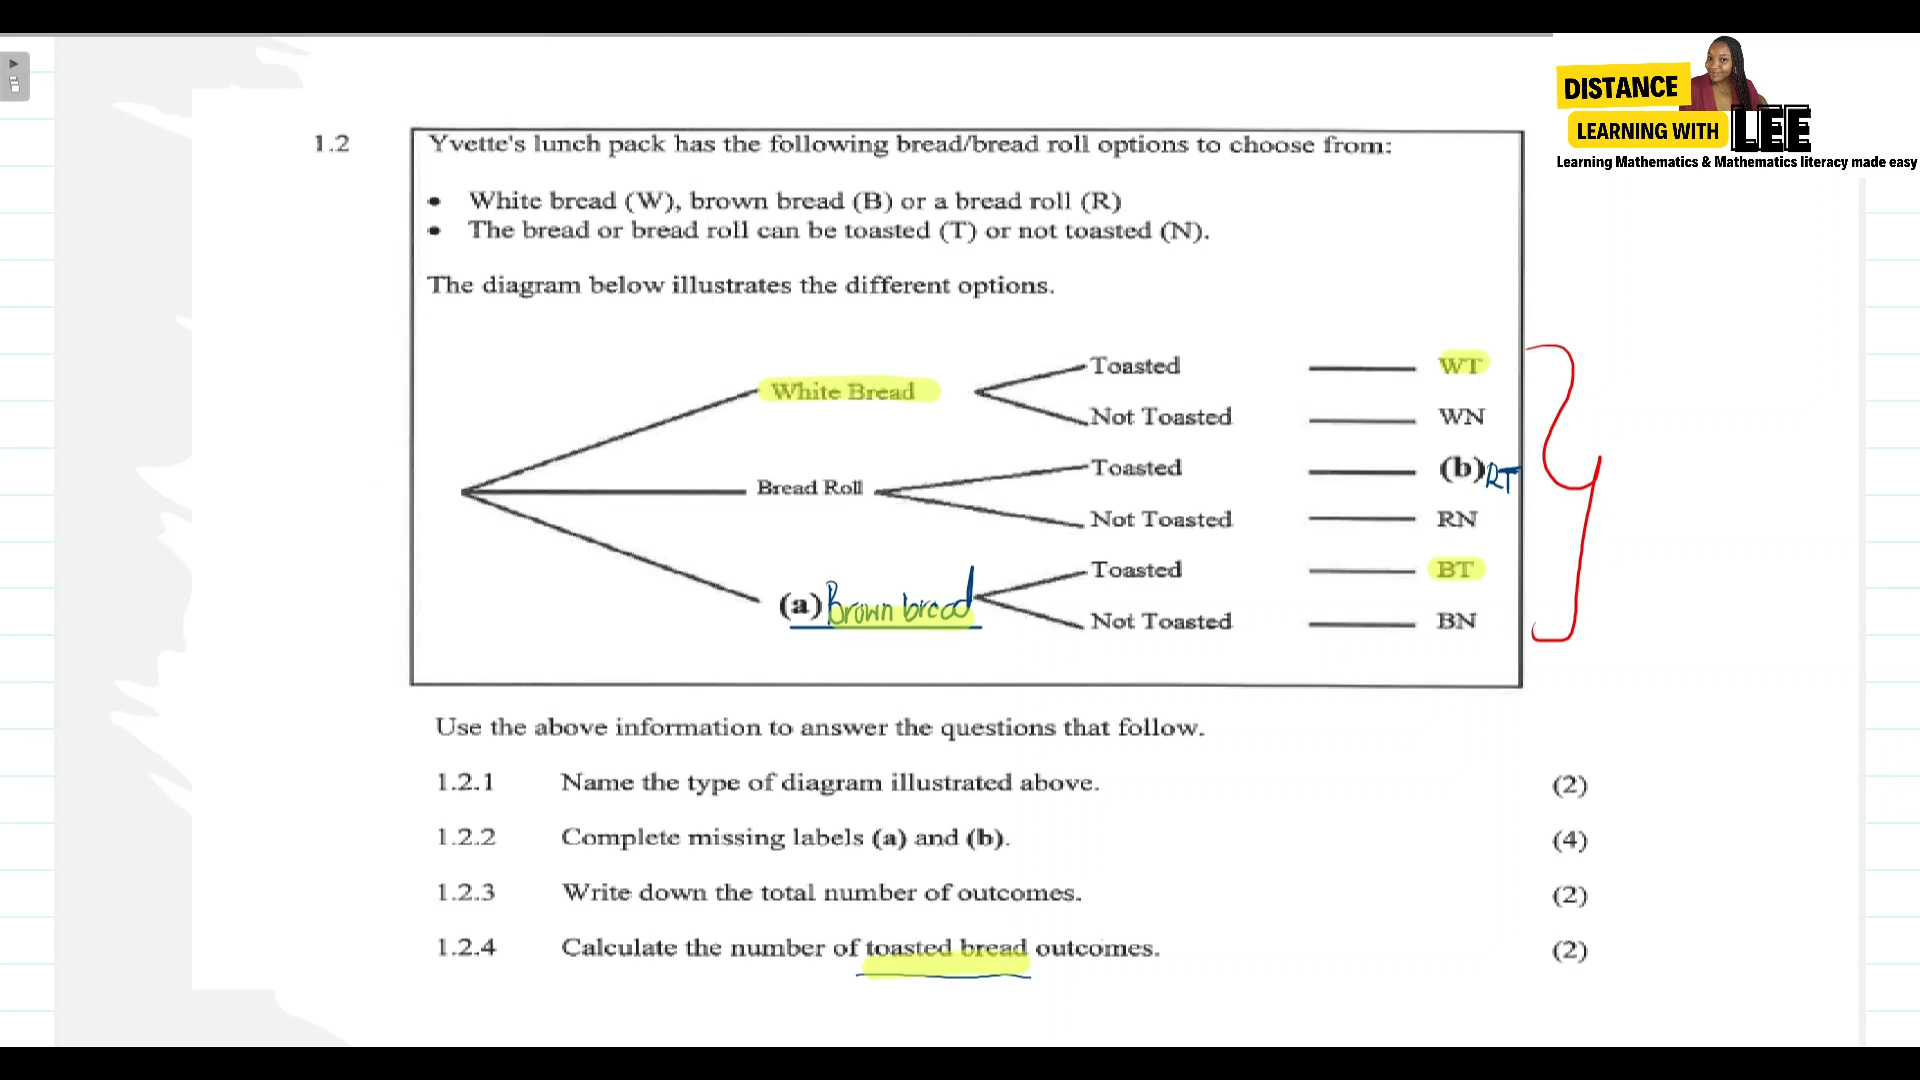 DISTANCE
LEARNING WITH LEE
Learning Mathematics & Mathematics literacy made easy
1.2 Yvette's lunch pack has the following bread/bread roll options to choose from:
• White bread (W), brown bread (B) or a bread roll (R)
• The bread or bread roll can be toasted (T) or not toasted (N).
The diagram below illustrates the different options.
Toasted WT
White Bread
Not Toasted WN
Toasted (b) RT
Bread Roll
Not Toasted RN
Toasted BT
(a) Brown bread
Not Toasted BN
Use the above information to answer the questions that follow.
1.2.1 Name the type of diagram illustrated above. (2)
1.2.2 Complete missing labels (a) and (b). (4)
1.2.3 Write down the total number of outcomes. (2)
1.2.4 Calculate the number of toasted bread outcomes. (2)